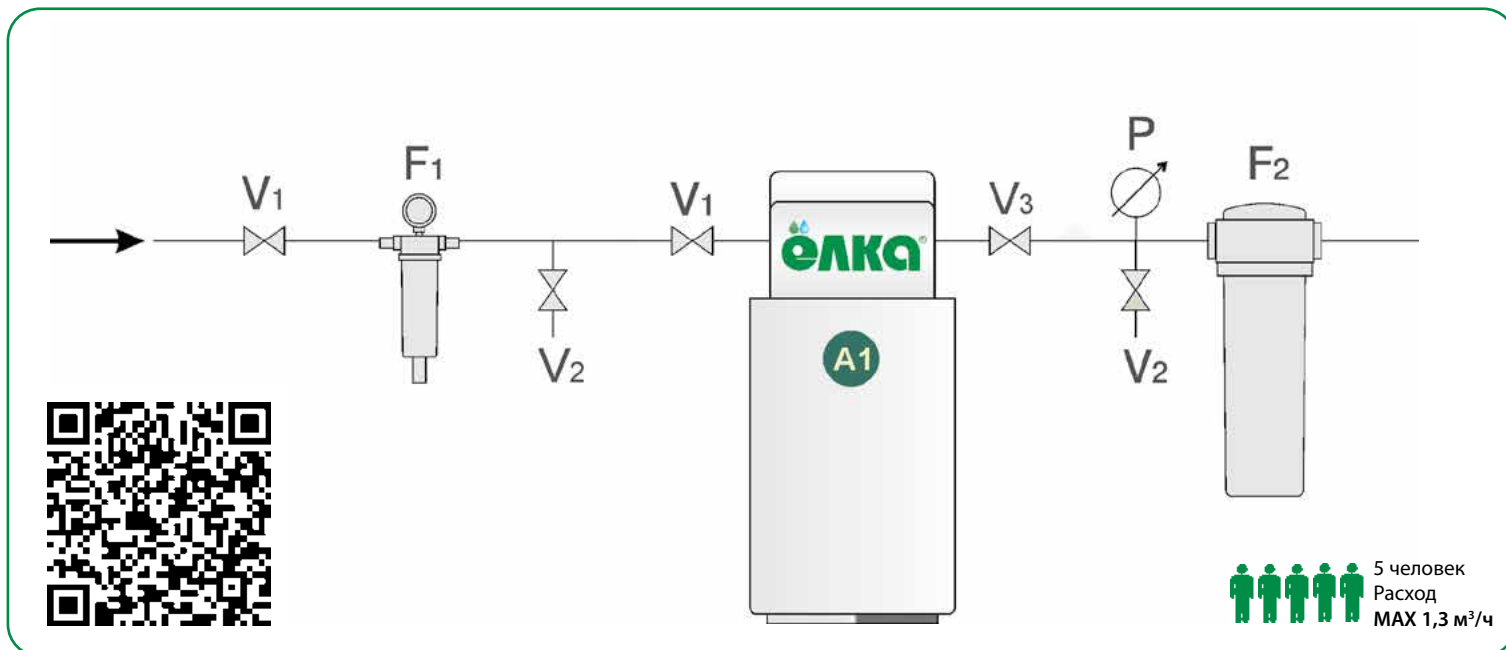 V1
F1
V2
V1
ёлка®
A1
V3
P
V2
F2
5 человек
Расход
MAX 1,3 м³/ч